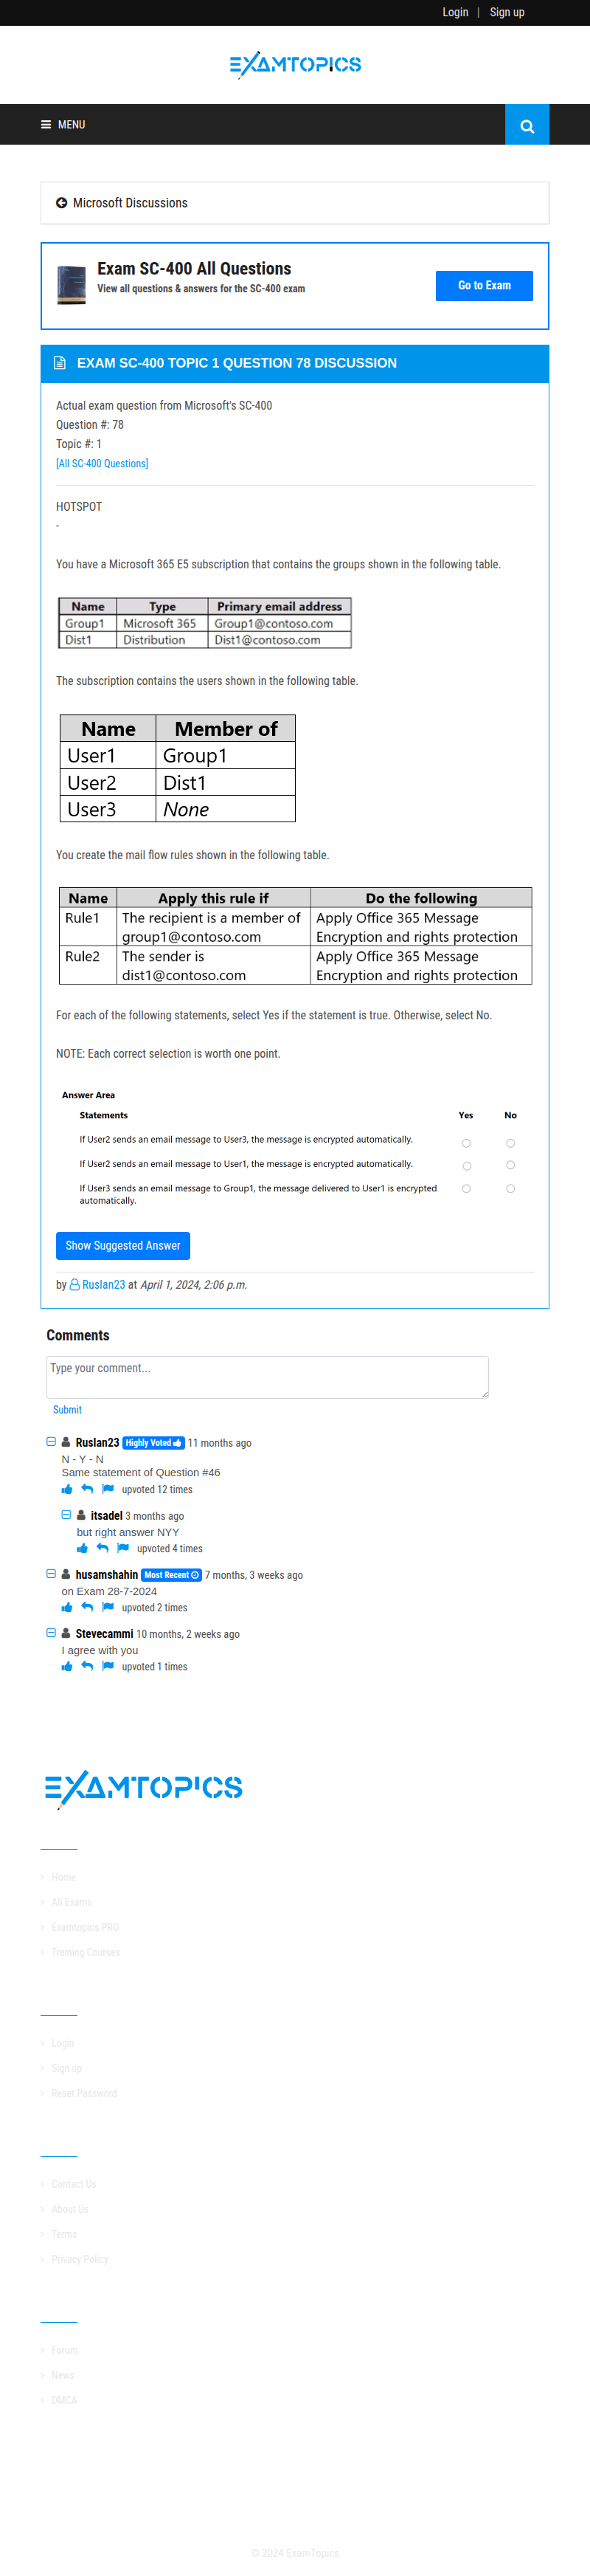 Login | Sign up
EXAMTOPICS
MENU
Microsoft Discussions
Exam SC-400 All Questions
View all questions & answers for the SC-400 exam
Go to Exam
EXAM SC-400 TOPIC 1 QUESTION 78 DISCUSSION
Actual exam question from Microsoft's SC-400
Question #: 78
Topic #: 1
[All SC-400 Questions]
HOTSPOT
-
You have a Microsoft 365 E5 subscription that contains the groups shown in the following table.
Name Type Primary email address
Group1 Microsoft 365 Group1@contoso.com
Dist1 Distribution Dist1@contoso.com
The subscription contains the users shown in the following table.
Name Member of
User1 Group1
User2 Dist1
User3 None
You create the mail flow rules shown in the following table.
Name Apply this rule if Do the following
Rule1 The recipient is a member of Apply Office 365 Message
group1@contoso.com Encryption and rights protection
Rule2 The sender is Apply Office 365 Message
dist1@contoso.com Encryption and rights protection
For each of the following statements, select Yes if the statement is true. Otherwise, select No.
NOTE: Each correct selection is worth one point.
Answer Area
Statements Yes No
If User2 sends an email message to User3, the message is encrypted automatically.
If User2 sends an email message to User1, the message is encrypted automatically.
If User3 sends an email message to Group1, the message delivered to User1 is encrypted
automatically.
Show Suggested Answer
by Ruslan23 at April 1, 2024, 2:06 p.m.
Comments
Type your comment...
Submit
Ruslan23 Highly Voted 11 months ago
N - Y - N
Same statement of Question #46
upvoted 12 times
itsadel 3 months ago
but right answer NYY
upvoted 4 times
husamshahin Most Recent 7 months, 3 weeks ago
on Exam 28-7-2024
upvoted 2 times
Stevecammi 10 months, 2 weeks ago
I agree with you
upvoted 1 times
EXAMTOPICS
Home
All Exams
Examtopics PRO
Training Courses
Login
Sign up
Reset Password
Contact Us
About Us
Terms
Privacy Policy
Forum
News
DMCA
© 2024 ExamTopics